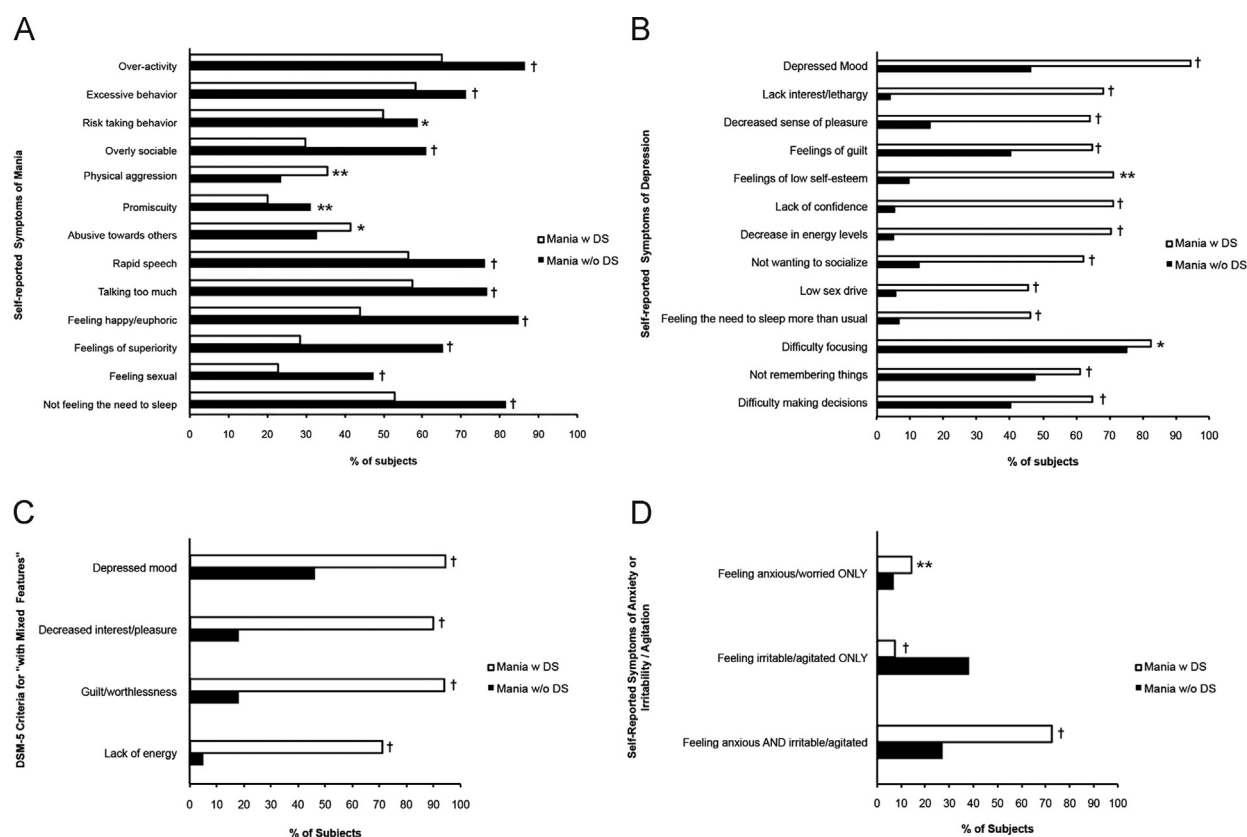 A
Self-reported Symptoms of Mania
Over-activity †
Excessive behavior †
Risk taking behavior *
Overly sociable †
Physical aggression **
Promiscuity **
Abusive towards others *
Rapid speech †
Talking too much †
Feeling happy/euphoric †
Feelings of superiority †
Feeling sexual †
Not feeling the need to sleep †
Mania w DS
Mania w/o DS
0 10 20 30 40 50 60 70 80 90 100
% of subjects
B
Self-reported Symptoms of Depression
Depressed Mood †
Lack interest/lethargy †
Decreased sense of pleasure †
Feelings of guilt †
Feelings of low self-esteem **
Lack of confidence †
Decrease in energy levels †
Not wanting to socialize †
Low sex drive †
Feeling the need to sleep more than usual †
Difficulty focusing *
Not remembering things †
Difficulty making decisions †
Mania w DS
Mania w/o DS
0 10 20 30 40 50 60 70 80 90 100
% of subjects
C
DSM-5 Criteria for "with Mixed Features"
Depressed mood †
Decreased interest/pleasure †
Guilt/worthlessness †
Lack of energy †
Mania w DS
Mania w/o DS
0 10 20 30 40 50 60 70 80 90 100
% of Subjects
D
Self-Reported Symptoms of Anxiety or
Irritability / Agitation
Feeling anxious/worried ONLY **
Feeling irritable/agitated ONLY †
Feeling anxious AND irritable/agitated †
Mania w DS
Mania w/o DS
0 10 20 30 40 50 60 70 80 90 100
% of Subjects